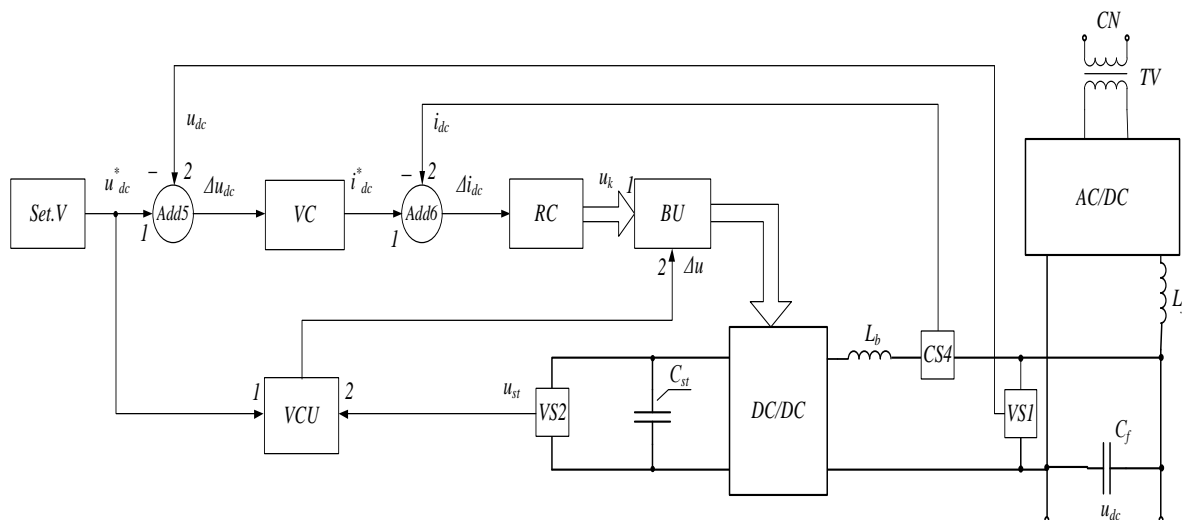 CN
TV
AC/DC
L
u_dc
i_dc
u*_dc
−
2
Δu_dc
i*_dc
−
2
Δi_dc
u_k
1
Set.V
Add5
VC
Add6
RC
BU
1
1
2
Δu
L_b
CS4
1
VCU
2
u_st
VS2
C_st
DC/DC
VS1
C_f
u_dc